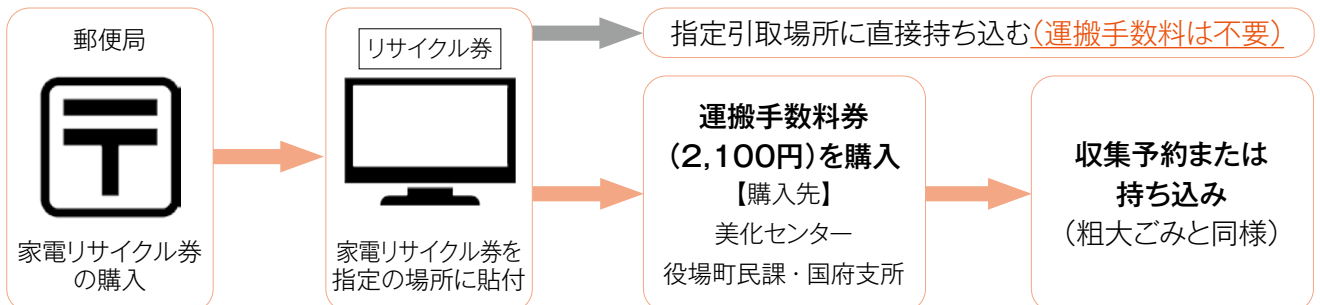 郵便局
家電リサイクル券
の購入
リサイクル券
家電リサイクル券を
指定の場所に貼付
指定引取場所に直接持ち込む(運搬手数料は不要)
運搬手数料券
(2,100円)を購入
【購入先】
美化センター
役場町民課・国府支所
収集予約または
持ち込み
(粗大ごみと同様)